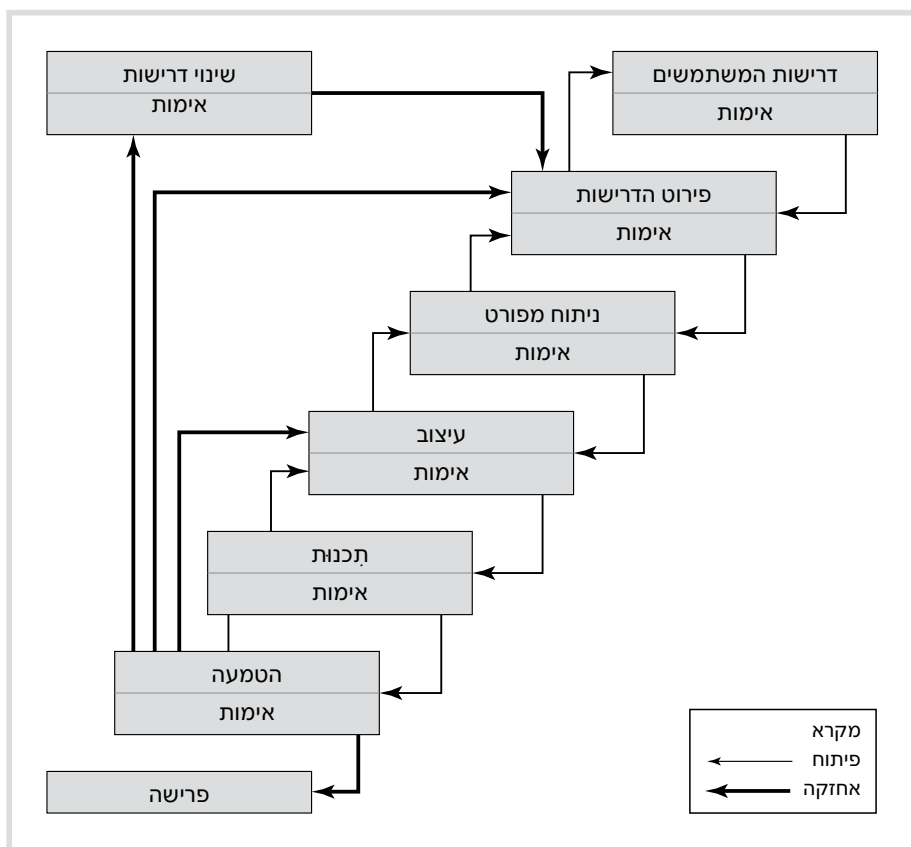 דרישות המשתמשים
אימות
שינוי דרישות
אימות
פירוט הדרישות
אימות
ניתוח מפורט
אימות
עיצוב
אימות
תִכנוּת
אימות
הטמעה
אימות
פרישה
מקרא
פיתוח
אחזקה